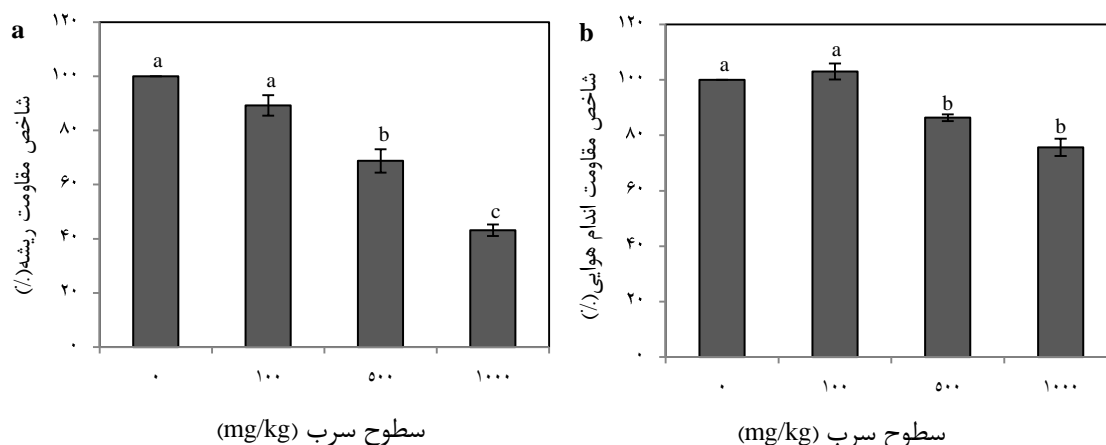 a
شاخص مقاومت ریشه(٪)
۱۲۰
۱۰۰
۸۰
۶۰
۴۰
۲۰
۰
a
a
b
c
۰
۱۰۰
۵۰۰
۱۰۰۰
سطوح سرب (mg/kg)
b
شاخص مقاومت اندام هوایی(٪)
۱۲۰
۱۰۰
۸۰
۶۰
۴۰
۲۰
۰
a
a
b
b
۰
۱۰۰
۵۰۰
۱۰۰۰
سطوح سرب (mg/kg)